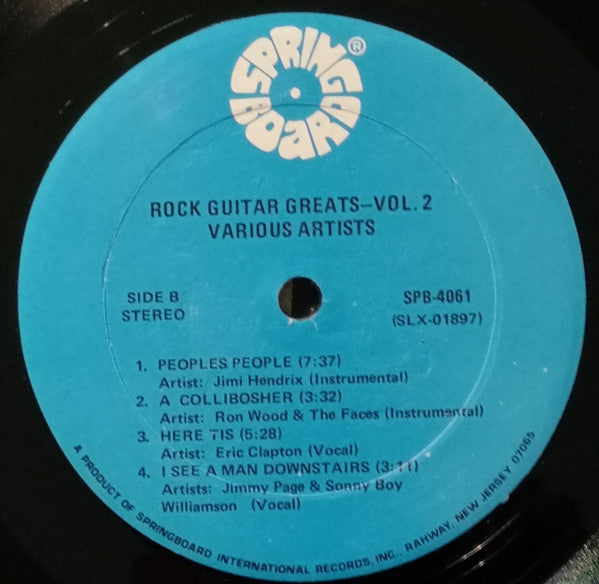 SPRINGBOARD®
ROCK GUITAR GREATS—VOL. 2
VARIOUS ARTISTS
SIDE B
STEREO
SPB-4061
(SLX-01897)
1. PEOPLES PEOPLE (7:37)
Artist: Jimi Hendrix (Instrumental)
2. A COLLIBOSHER (3:32)
Artist: Ron Wood & The Faces (Instrumental)
3. HERE 'TIS (5:28)
Artist: Eric Clapton (Vocal)
4. I SEE A MAN DOWNSTAIRS (3:11)
Artists: Jimmy Page & Sonny Boy
Williamson (Vocal)
A PRODUCT OF SPRINGBOARD INTERNATIONAL RECORDS, INC., RAHWAY, NEW JERSEY 07065